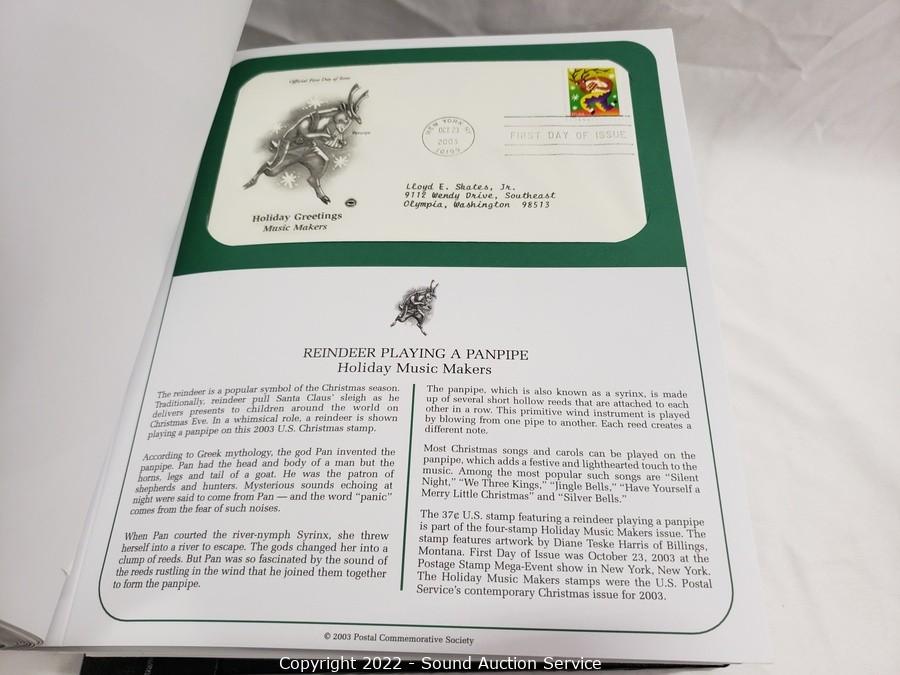 Official First Day of Issue
Panpipe
Holiday Greetings
Music Makers
NEW YORK NY
OCT 23
2003
10199
FIRST DAY OF ISSUE
Lloyd E. Skates, Jr.
9112 Wendy Drive, Southeast
Olympia, Washington 98513
REINDEER PLAYING A PANPIPE
Holiday Music Makers
The reindeer is a popular symbol of the Christmas season.
Traditionally, reindeer pull Santa Claus' sleigh as he
delivers presents to children around the world on
Christmas Eve. In a whimsical role, a reindeer is shown
playing a panpipe on this 2003 U.S. Christmas stamp.
According to Greek mythology, the god Pan invented the
panpipe. Pan had the head and body of a man but the
horns, legs and tail of a goat. He was the patron of
shepherds and hunters. Mysterious sounds echoing at
night were said to come from Pan — and the word "panic"
comes from the fear of such noises.
When Pan courted the river-nymph Syrinx, she threw
herself into a river to escape. The gods changed her into a
clump of reeds. But Pan was so fascinated by the sound of
the reeds rustling in the wind that he joined them together
to form the panpipe.
The panpipe, which is also known as a syrinx, is made
up of several short hollow reeds that are attached to each
other in a row. This primitive wind instrument is played
by blowing from one pipe to another. Each reed creates a
different note.
Most Christmas songs and carols can be played on the
panpipe, which adds a festive and lighthearted touch to the
music. Among the most popular such songs are "Silent
Night," "We Three Kings," "Jingle Bells," "Have Yourself a
Merry Little Christmas" and "Silver Bells."
The 37¢ U.S. stamp featuring a reindeer playing a panpipe
is part of the four-stamp Holiday Music Makers issue. The
stamp features artwork by Diane Teske Harris of Billings,
Montana. First Day of Issue was October 23, 2003 at the
Postage Stamp Mega-Event show in New York, New York.
The Holiday Music Makers stamps were the U.S. Postal
Service's contemporary Christmas issue for 2003.
© 2003 Postal Commemorative Society
Copyright 2022 - Sound Auction Service